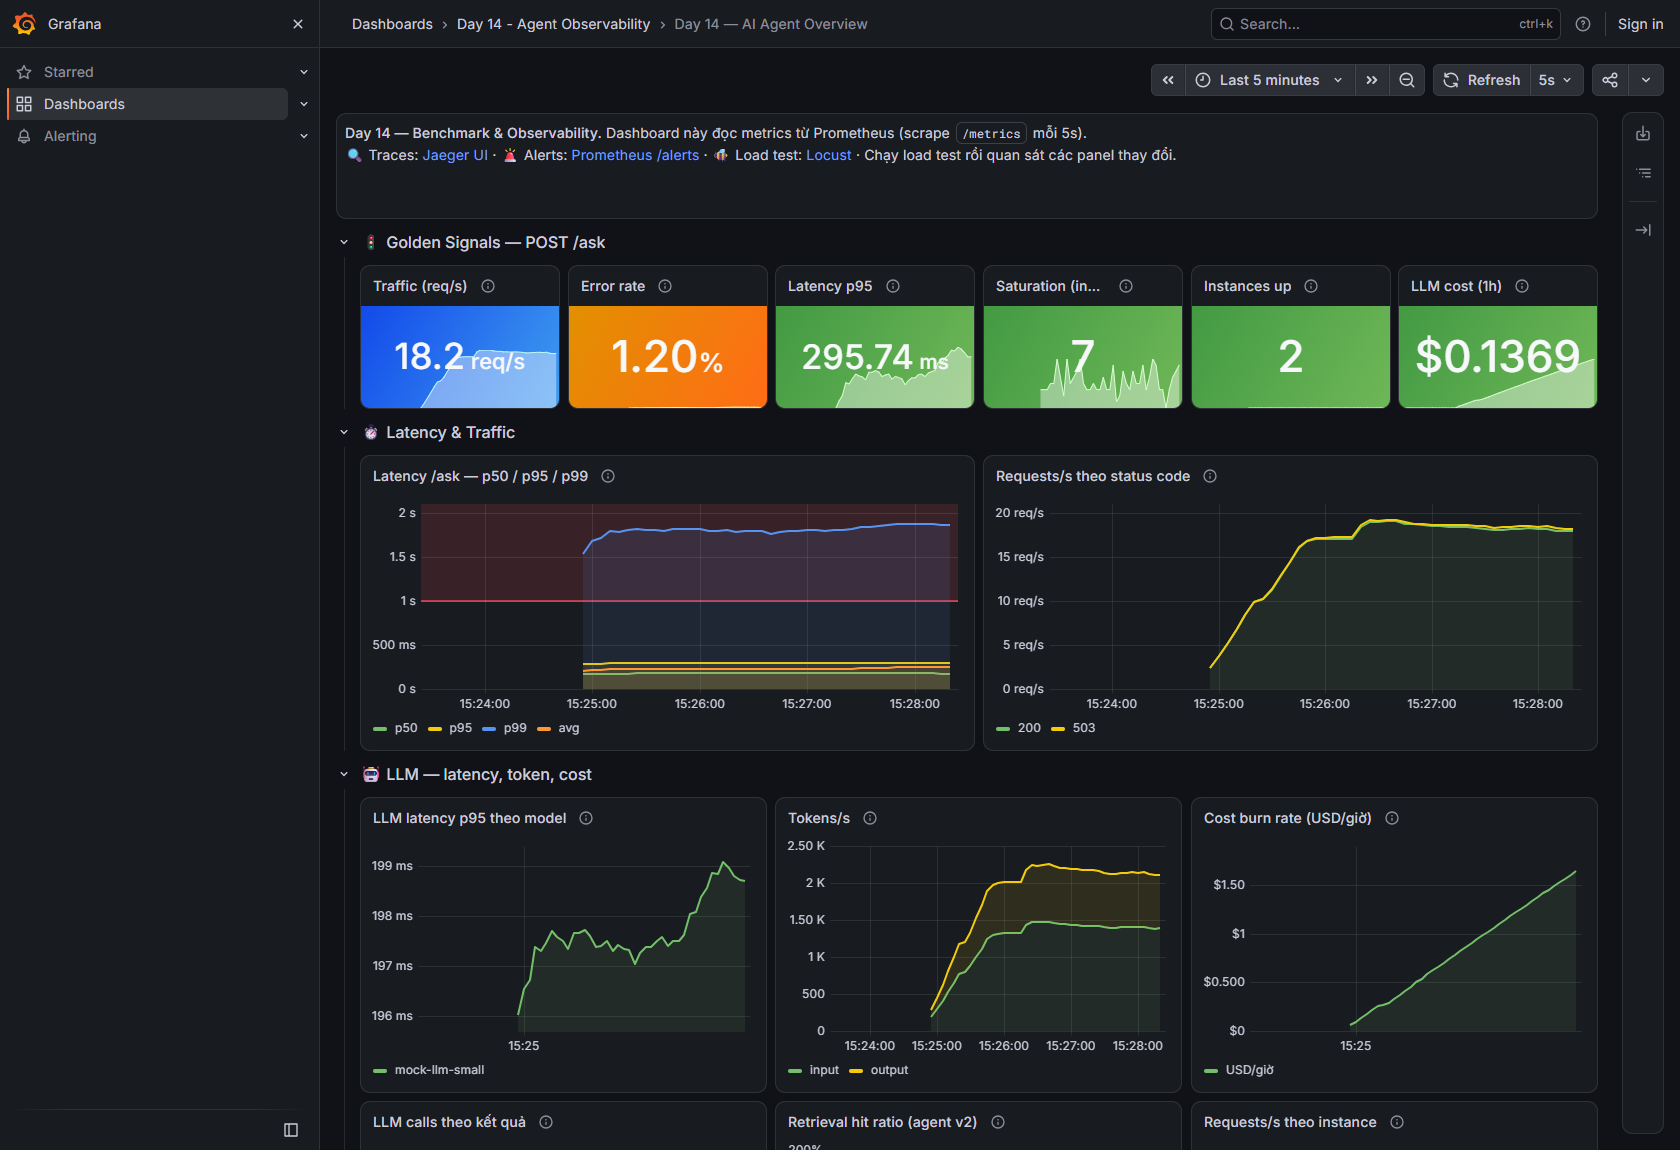 Grafana
Dashboards › Day 14 - Agent Observability › Day 14 — AI Agent Overview
Search...
ctrl+k
Sign in
Starred
Dashboards
Alerting
Last 5 minutes
Refresh
5s
Day 14 — Benchmark & Observability. Dashboard này đọc metrics từ Prometheus (scrape /metrics mỗi 5s).
Traces: Jaeger UI · Alerts: Prometheus /alerts · Load test: Locust · Chạy load test rồi quan sát các panel thay đổi.
Golden Signals — POST /ask
Traffic (req/s)
18.2 req/s
Error rate
1.20%
Latency p95
295.74 ms
Saturation (in...
7
Instances up
2
LLM cost (1h)
$0.1369
Latency & Traffic
Latency /ask — p50 / p95 / p99
2 s
1.5 s
1 s
500 ms
0 s
15:24:00 15:25:00 15:26:00 15:27:00 15:28:00
p50 p95 p99 avg
Requests/s theo status code
20 req/s
15 req/s
10 req/s
5 req/s
0 req/s
15:24:00 15:25:00 15:26:00 15:27:00 15:28:00
200 503
LLM — latency, token, cost
LLM latency p95 theo model
199 ms
198 ms
197 ms
196 ms
15:25
mock-llm-small
Tokens/s
2.50 K
2 K
1.50 K
1 K
500
0
15:24:00 15:25:00 15:26:00 15:27:00 15:28:00
input output
Cost burn rate (USD/giờ)
$1.50
$1
$0.500
$0
15:25
USD/giờ
LLM calls theo kết quả
Retrieval hit ratio (agent v2)
200%
Requests/s theo instance